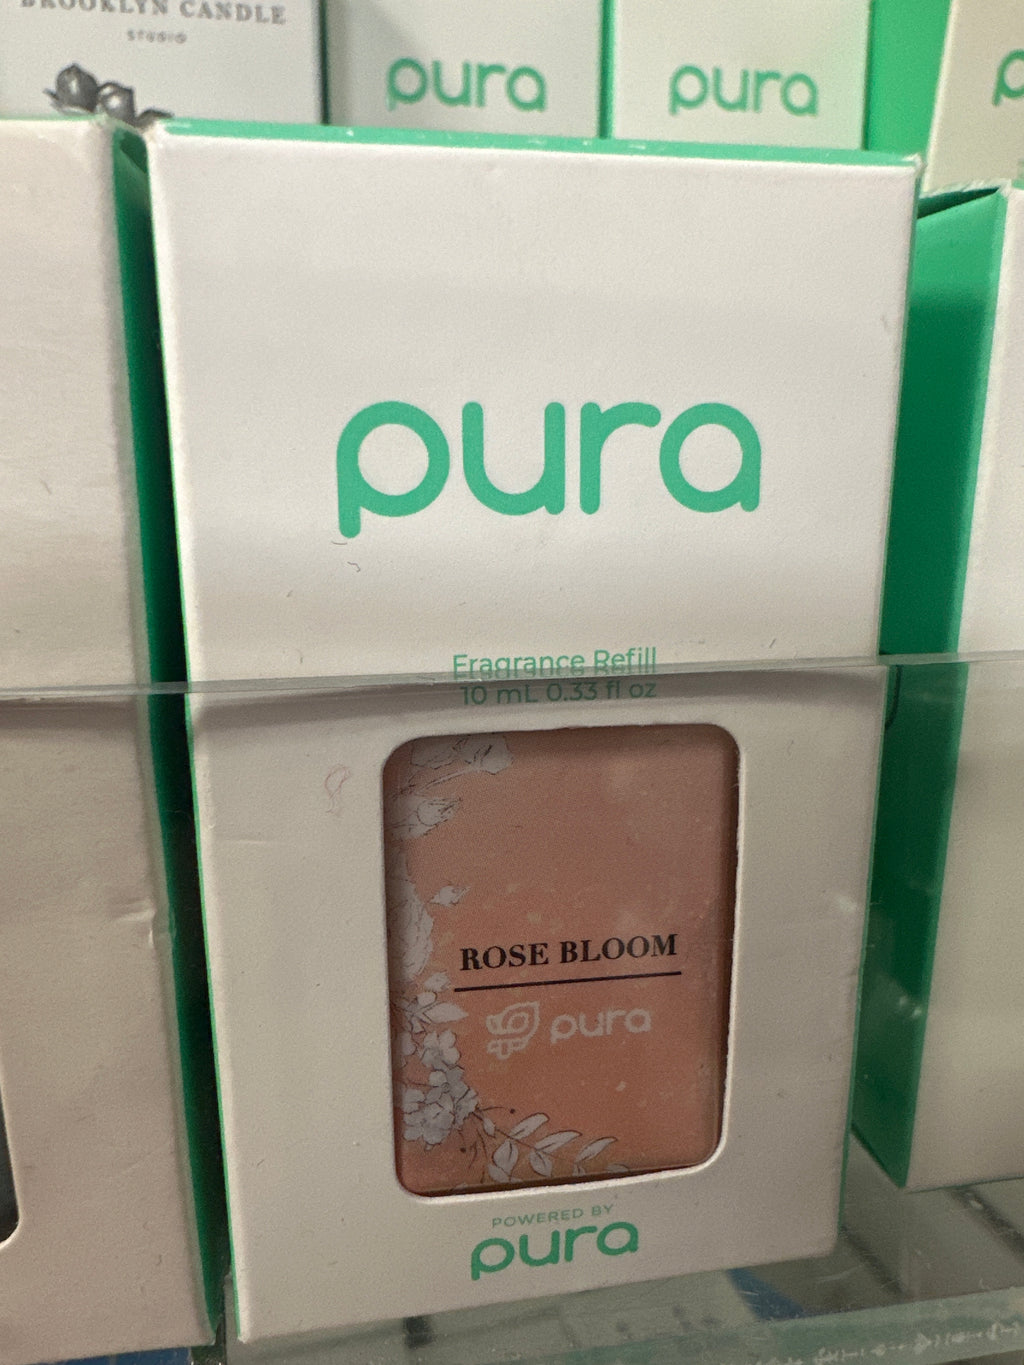 BROOKLYN CANDLE
STUDIO
pura
pura
pura
Fragrance Refill
10 mL 0.33 fl oz
ROSE BLOOM
pura
POWERED BY
pura